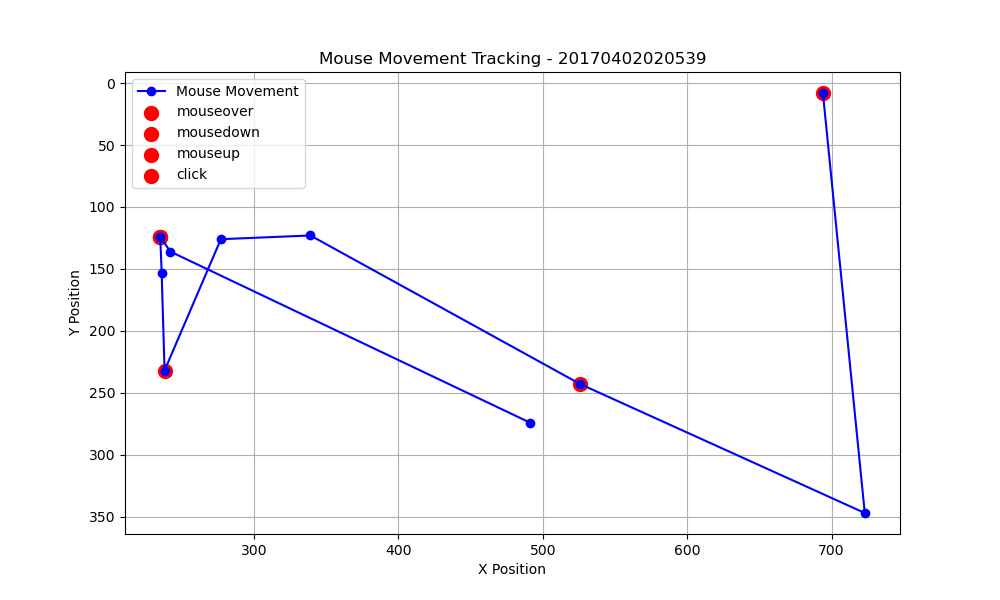 Mouse Movement Tracking - 20170402020539
Mouse Movement
mouseover
mousedown
mouseup
click
0
50
100
150
200
250
300
350
Y Position
300
400
500
600
700
X Position